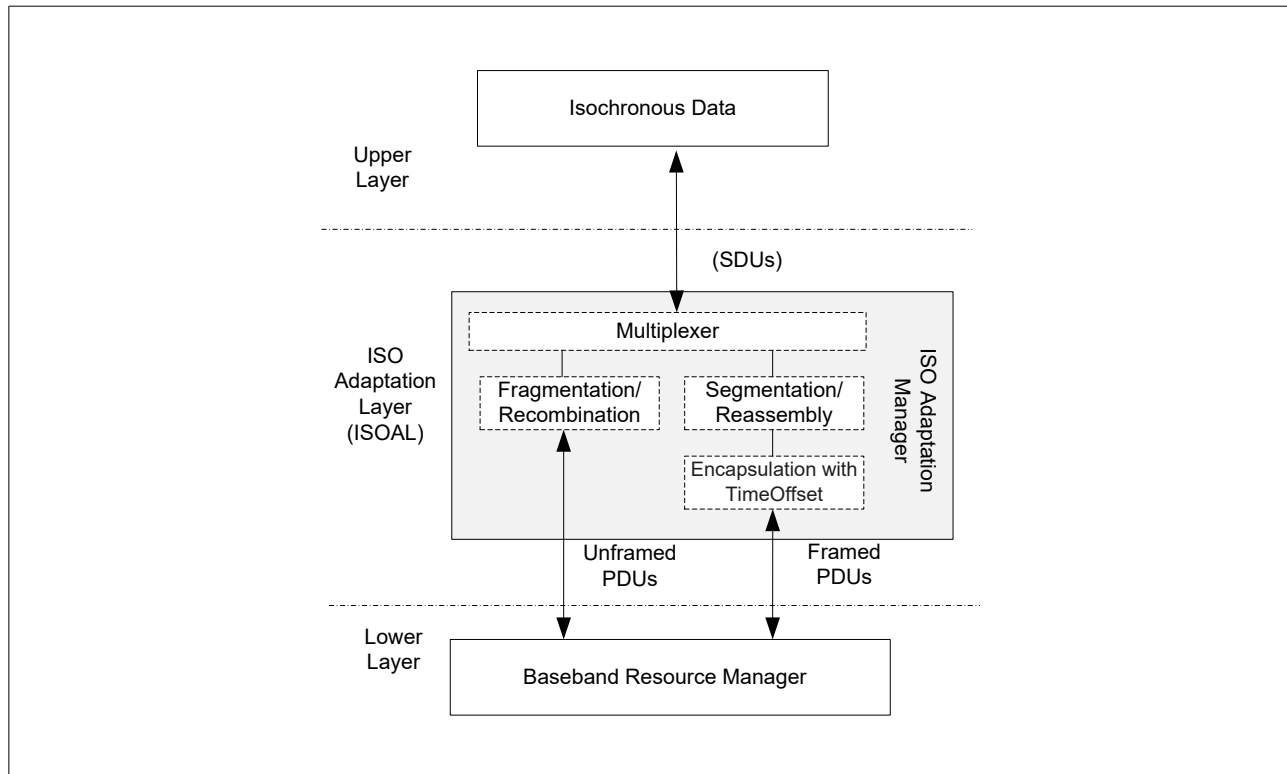 Isochronous Data
Upper
Layer
(SDUs)
Multiplexer
ISO
Adaptation
Layer
(ISOAL)
Fragmentation/
Recombination
Segmentation/
Reassembly
ISO Adaptation
Manager
Encapsulation with
TimeOffset
Unframed
PDUs
Framed
PDUs
Lower
Layer
Baseband Resource Manager